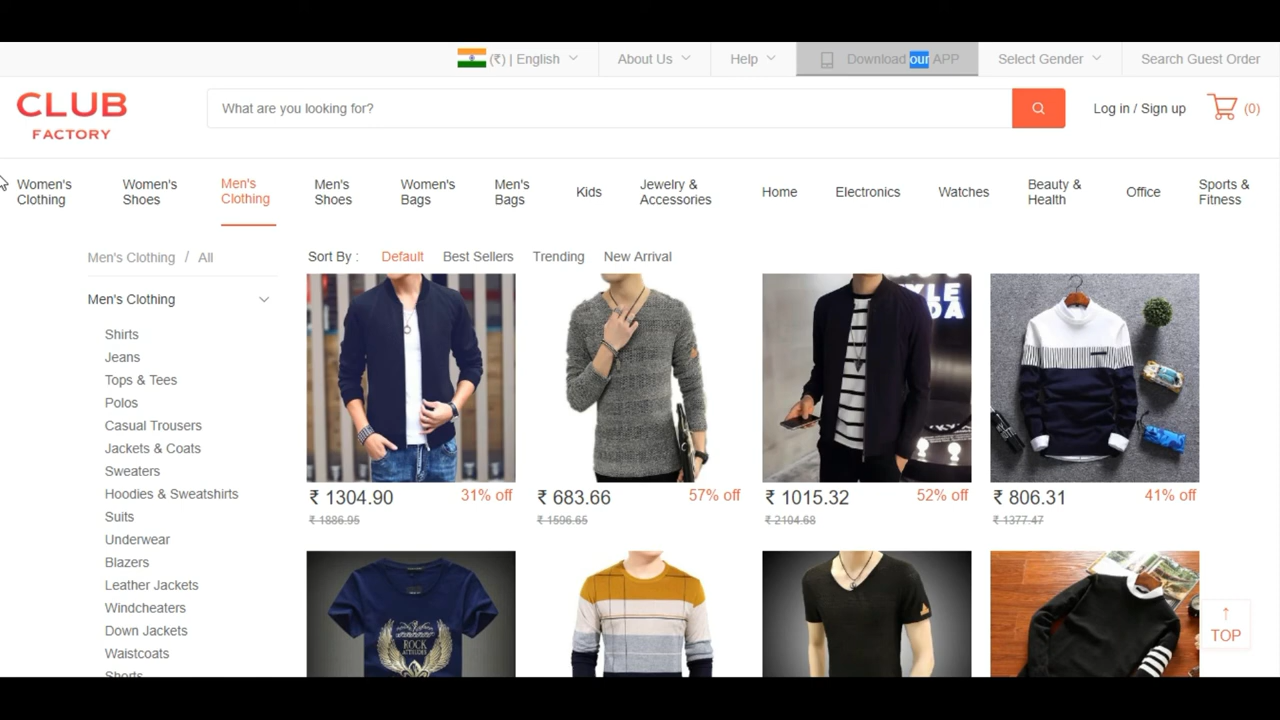 (₹) | English
About Us
Help
Download our APP
Select Gender
Search Guest Order
CLUB
FACTORY
What are you looking for?
Log in / Sign up
(0)
Women's
Clothing
Women's
Shoes
Men's
Clothing
Men's
Shoes
Women's
Bags
Men's
Bags
Kids
Jewelry &
Accessories
Home
Electronics
Watches
Beauty &
Health
Office
Sports &
Fitness
Men's Clothing / All
Sort By :
Default
Best Sellers
Trending
New Arrival
Men's Clothing
Shirts
Jeans
Tops & Tees
Polos
Casual Trousers
Jackets & Coats
Sweaters
Hoodies & Sweatshirts
Suits
Underwear
Blazers
Leather Jackets
Windcheaters
Down Jackets
Waistcoats
Shorts
₹ 1304.90
31% off
₹ 1886.95
₹ 683.66
57% off
₹ 1596.65
₹ 1015.32
52% off
₹ 2104.68
₹ 806.31
41% off
₹ 1377.47
ROCK
↑
TOP